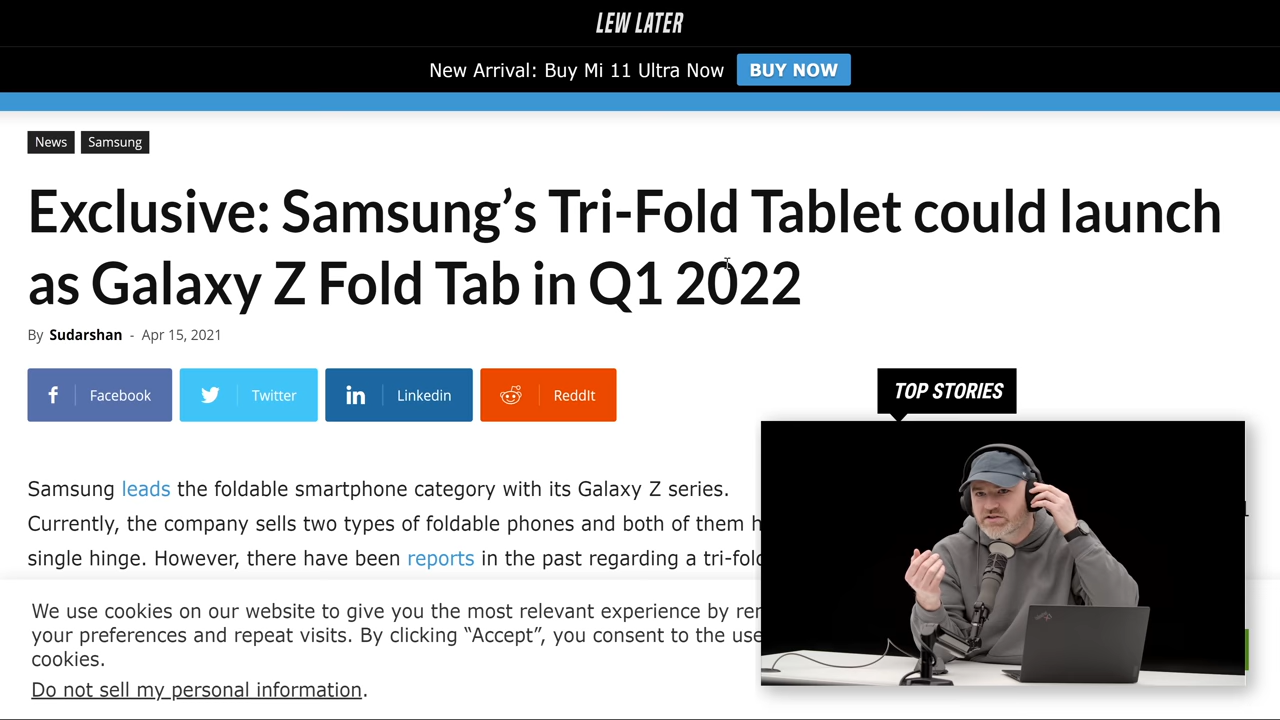 LEW LATER
New Arrival: Buy Mi 11 Ultra Now BUY NOW
News Samsung
Exclusive: Samsung’s Tri-Fold Tablet could launch
as Galaxy Z Fold Tab in Q1 2022
By Sudarshan - Apr 15, 2021
Facebook Twitter Linkedin ReddIt
TOP STORIES
Samsung leads the foldable smartphone category with its Galaxy Z series.
Currently, the company sells two types of foldable phones and both of them
single hinge. However, there have been reports in the past regarding a
We use cookies on our website to give you the most relevant experience by
your preferences and repeat visits. By clicking “Accept”, you consent to the
cookies.
Do not sell my personal information.